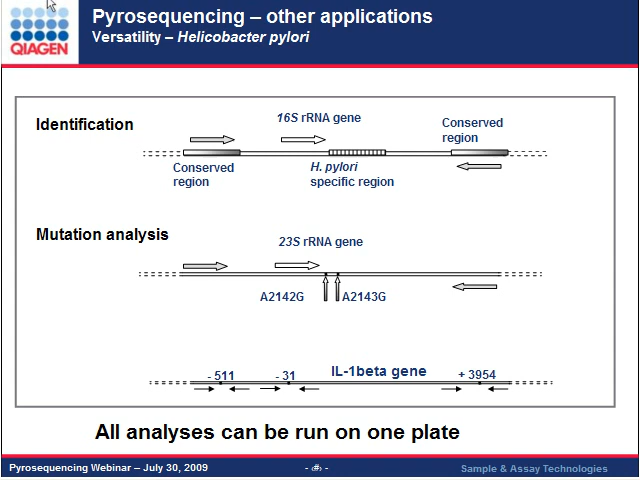 QIAGEN
Pyrosequencing – other applications
Versatility – Helicobacter pylori
Identification
16S rRNA gene
Conserved
region
Conserved
region
H. pylori
specific region
Mutation analysis
23S rRNA gene
A2142G
A2143G
- 511
- 31
IL-1beta gene
+ 3954
All analyses can be run on one plate
Pyrosequencing Webinar – July 30, 2009
- ‹#› -
Sample & Assay Technologies